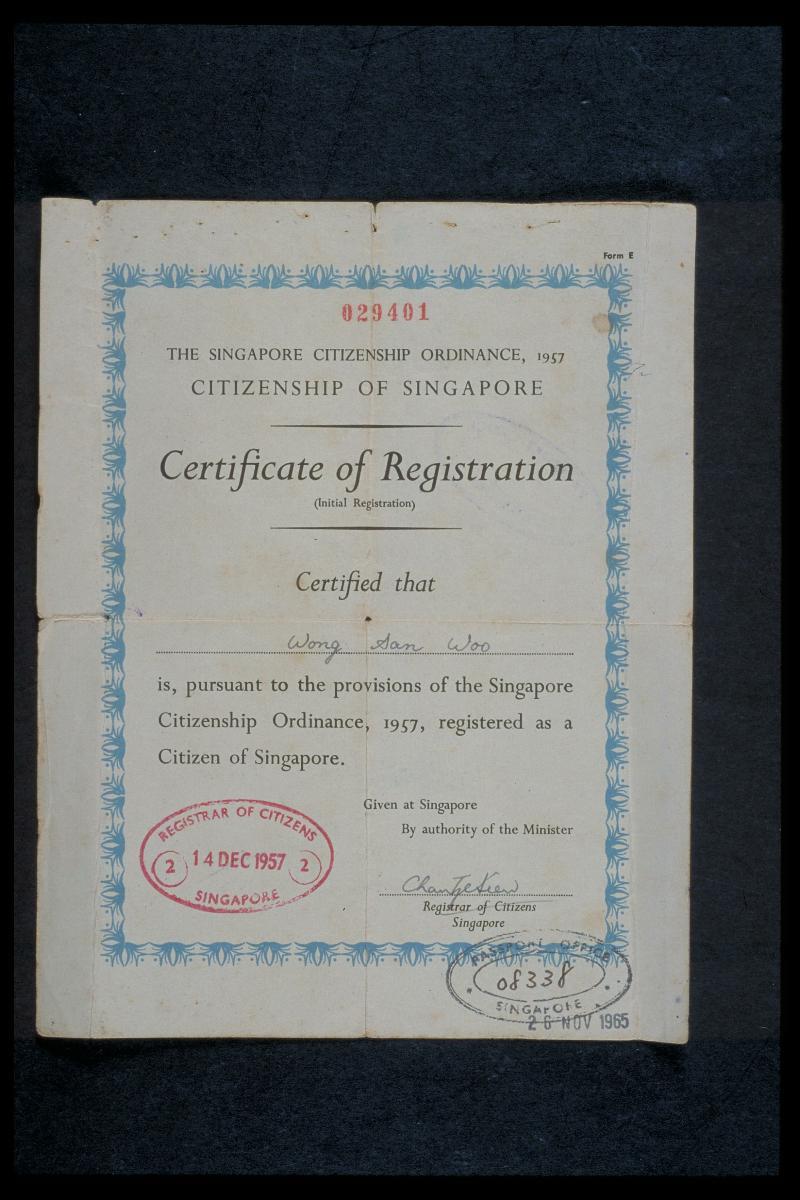 Form E
029401
THE SINGAPORE CITIZENSHIP ORDINANCE, 1957
CITIZENSHIP OF SINGAPORE
Certificate of Registration
(Initial Registration)
Certified that
Wong San Woo
is, pursuant to the provisions of the Singapore
Citizenship Ordinance, 1957, registered as a
Citizen of Singapore.
Given at Singapore
By authority of the Minister
REGISTRAR OF CITIZENS
2 14 DEC 1957 2
SINGAPORE
Registrar of Citizens
Singapore
PASSPORT OFFICE
08338
SINGAPORE
26 NOV 1965